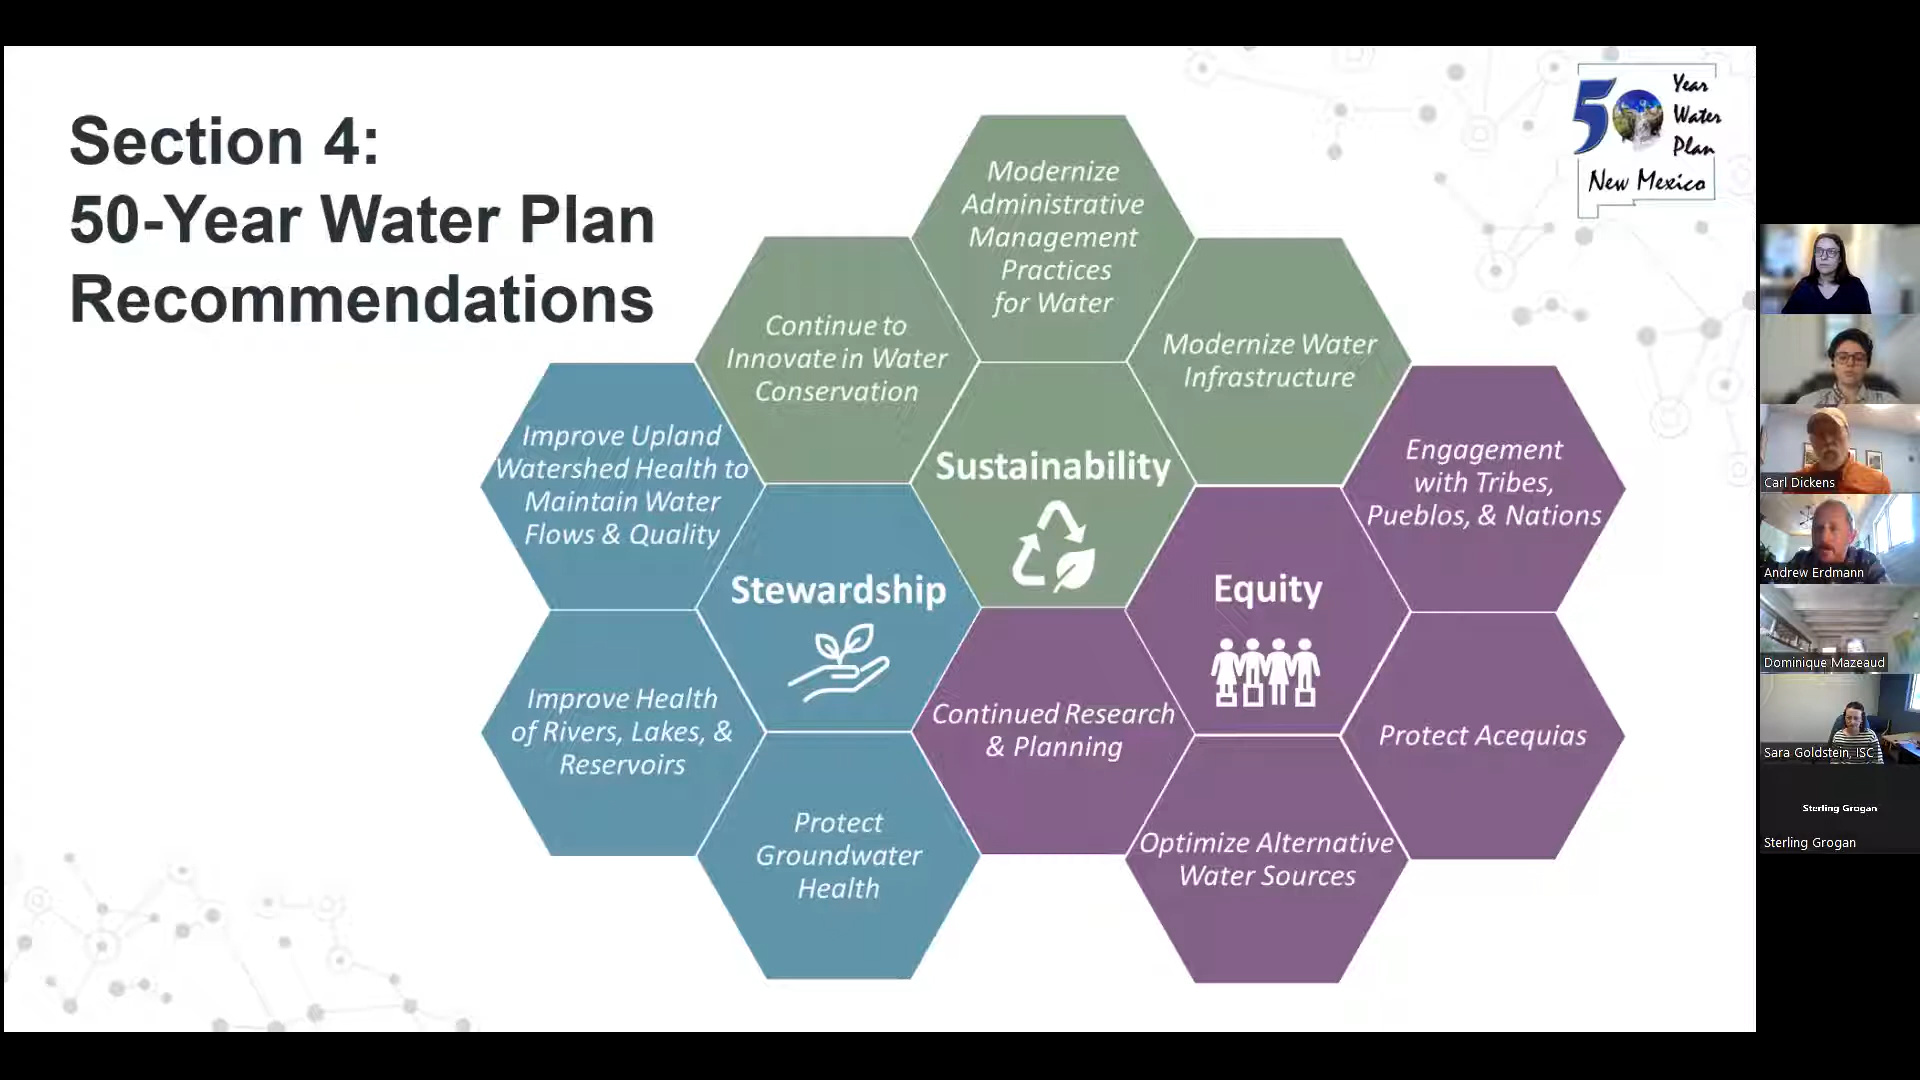 Section 4:
50-Year Water Plan
Recommendations
50
Year
Water
Plan
New Mexico
Modernize
Administrative
Management
Practices
for Water
Continue to
Innovate in Water
Conservation
Modernize Water
Infrastructure
Improve Upland
Watershed Health to
Maintain Water
Flows & Quality
Sustainability
Engagement
with Tribes,
Pueblos, & Nations
Stewardship
Equity
Improve Health
of Rivers, Lakes, &
Reservoirs
Continued Research
& Planning
Protect Acequias
Protect
Groundwater
Health
Optimize Alternative
Water Sources
Carl Dickens
Andrew Erdmann
Dominique Mazeaud
Sara Goldstein, ISC
Sterling Grogan
Sterling Grogan